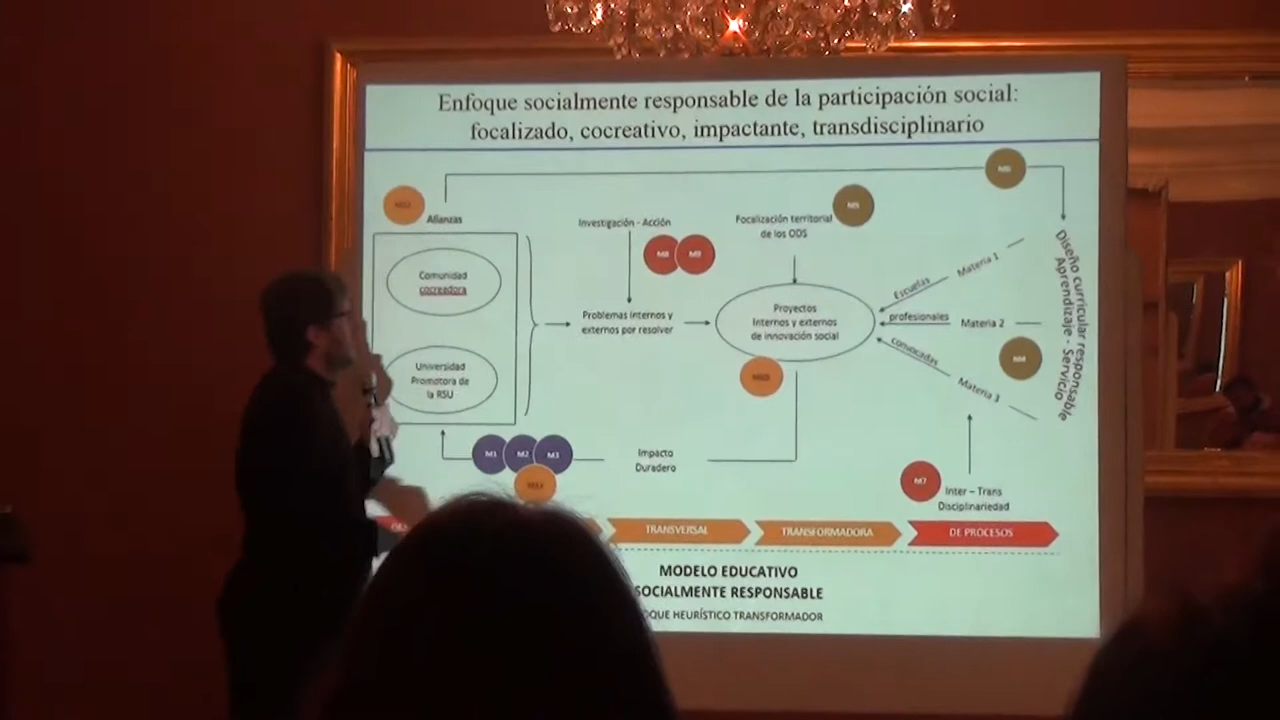 Enfoque socialmente responsable de la participación social:
focalizado, cocreativo, impactante, transdisciplinario
Alianzas
Comunidad
cocreadora
Universidad
Promotora de
la RSU
Investigación - Acción
M8
M9
Problemas internos y
externos por resolver
Focalización territorial
de los ODS
M5
Proyectos
Internos y externos
de innovación social
Escuelas
profesionales
convocadas
Materia 1
Materia 2
Materia 3
M4
Diseño curricular responsable
Aprendizaje - Servicio
M1
M2
M3
Impacto
Duradero
M7
Inter – Trans
Disciplinariedad
TRANSVERSAL
TRANSFORMADORA
DE PROCESOS
MODELO EDUCATIVO
SOCIALMENTE RESPONSABLE
HEURÍSTICO TRANSFORMADOR